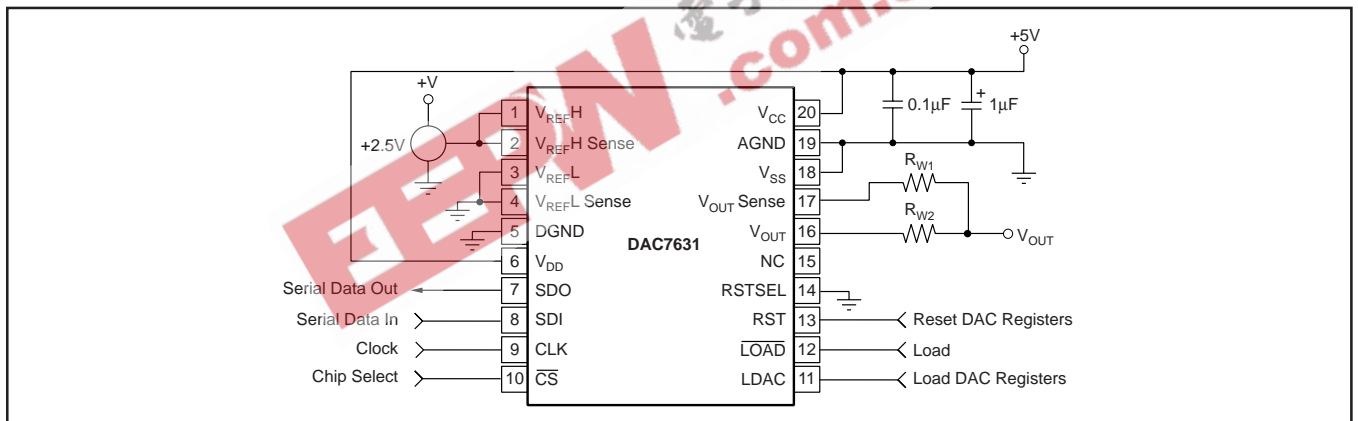 +5V
+V
+2.5V
0.1µF
+
1µF
1 VREFH
2 VREFH Sense
3 VREFL
4 VREFL Sense
5 DGND
6 VDD
7 SDO
8 SDI
9 CLK
10 CS
DAC7631
VCC 20
AGND 19
VSS 18
VOUT Sense 17
VOUT 16
NC 15
RSTSEL 14
RST 13
LOAD 12
LDAC 11
RW1
RW2
VOUT
Serial Data Out
Serial Data In
Clock
Chip Select
Reset DAC Registers
Load
Load DAC Registers
EEPW
.com.